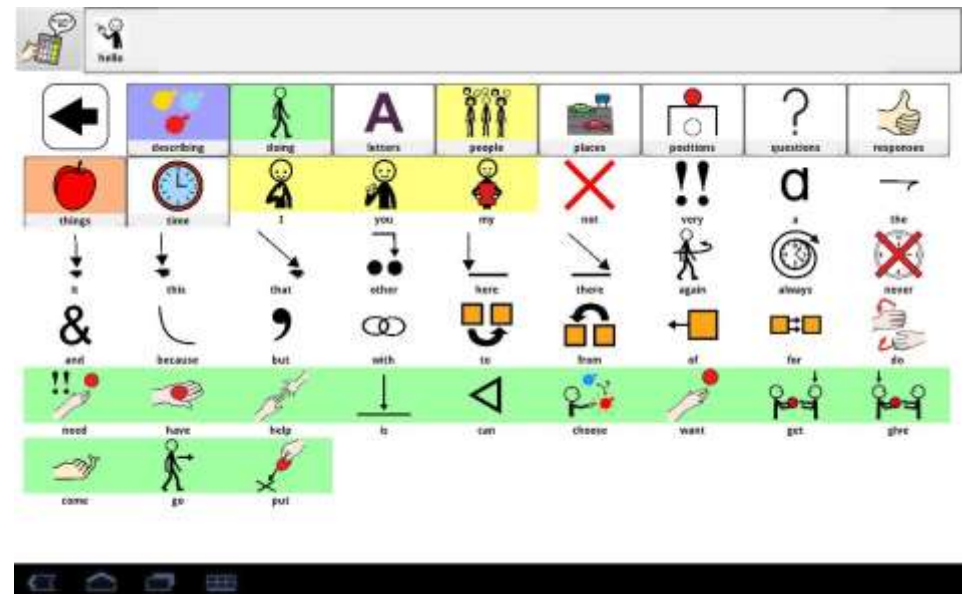 hello
describing doing letters people places positions questions responses
A ?
things time I you my not very a the
!! a
it this that other here there again always never
and because but with to from of for do
& ,
need have help is can choose want get give
!!
come go put